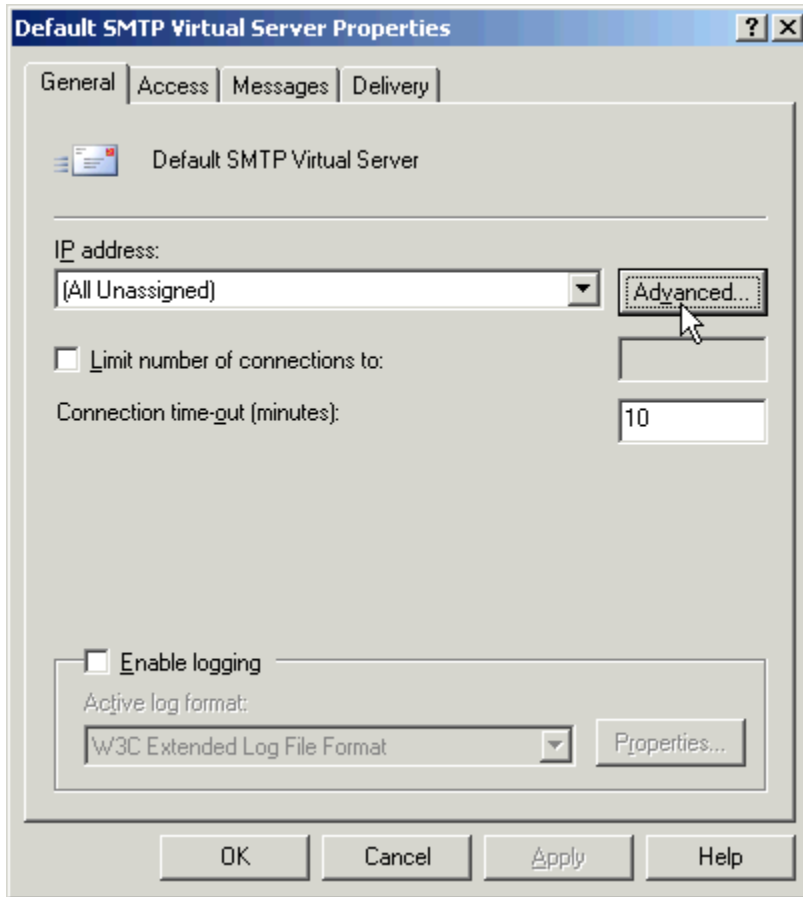 Default SMTP Virtual Server Properties
General Access Messages Delivery
Default SMTP Virtual Server
IP address:
(All Unassigned) Advanced...
Limit number of connections to:
Connection time-out (minutes): 10
Enable logging
Active log format:
W3C Extended Log File Format Properties...
OK Cancel Apply Help